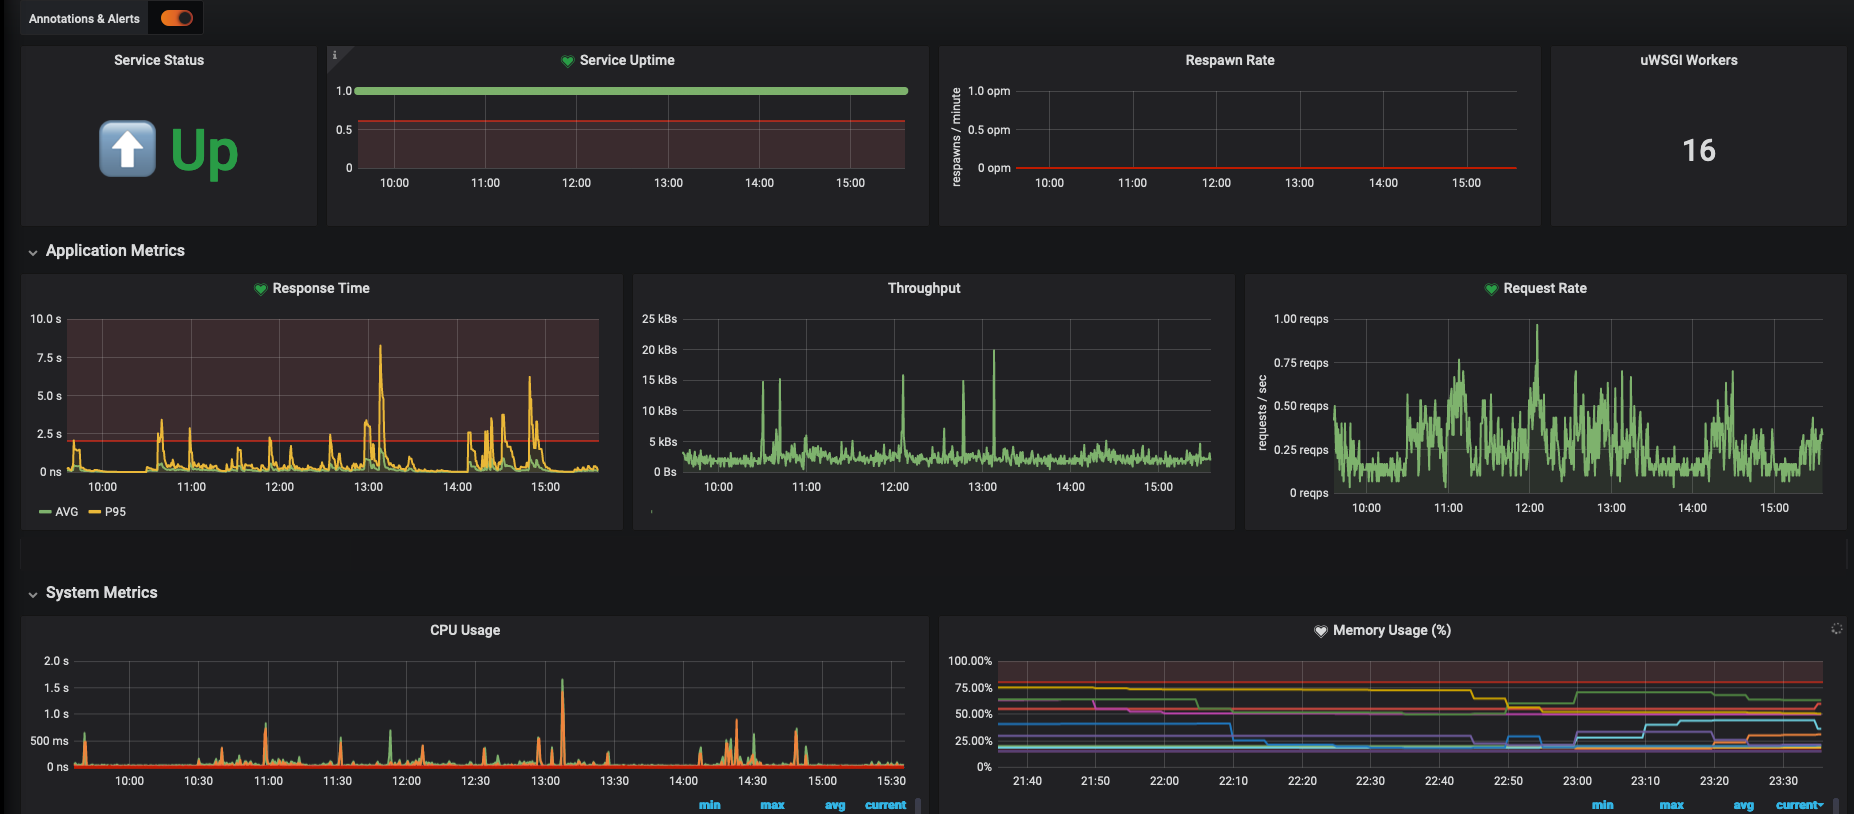 Annotations & Alerts
Service Status
Up
i
Service Uptime
1.0
0.5
0
10:00 11:00 12:00 13:00 14:00 15:00
Respawn Rate
respawns / minute
1.0 opm
0.5 opm
0 opm
10:00 11:00 12:00 13:00 14:00 15:00
uWSGI Workers
16
Application Metrics
Response Time
10.0 s
7.5 s
5.0 s
2.5 s
0 ns
10:00 11:00 12:00 13:00 14:00 15:00
AVG P95
Throughput
25 kBs
20 kBs
15 kBs
10 kBs
5 kBs
0 Bs
10:00 11:00 12:00 13:00 14:00 15:00
Request Rate
requests / sec
1.00 reqps
0.75 reqps
0.50 reqps
0.25 reqps
0 reqps
10:00 11:00 12:00 13:00 14:00 15:00
System Metrics
CPU Usage
2.0 s
1.5 s
1.0 s
500 ms
0 ns
10:00 10:30 11:00 11:30 12:00 12:30 13:00 13:30 14:00 14:30 15:00 15:30
min max avg current
Memory Usage (%)
100.00%
75.00%
50.00%
25.00%
0%
21:40 21:50 22:00 22:10 22:20 22:30 22:40 22:50 23:00 23:10 23:20 23:30
min max avg current